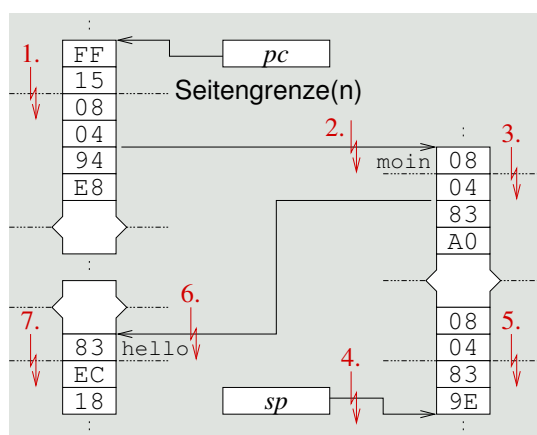 1.
FF
pc
15
Seitengrenze(n)
08
04
2.
3.
94
moin
08
E8
04
83
A0
6.
7.
08
5.
83
hello
04
4.
EC
83
18
sp
9E